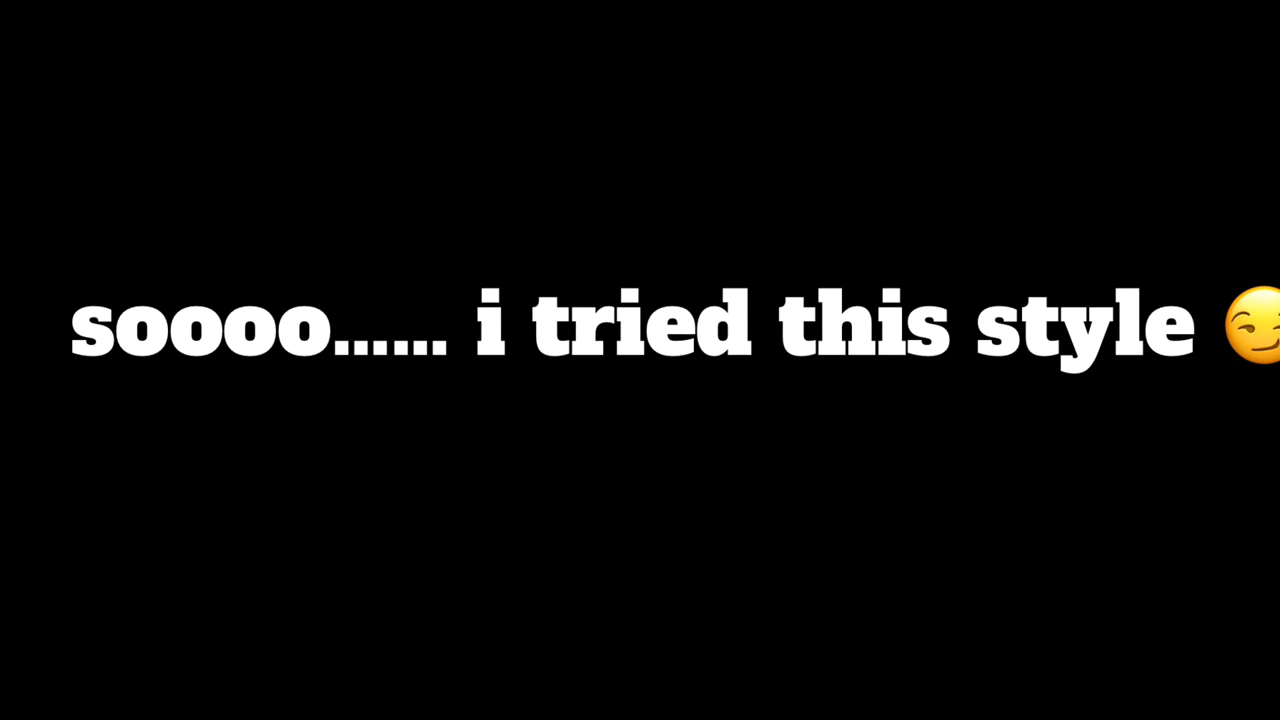 soooo...... i tried this style 😏